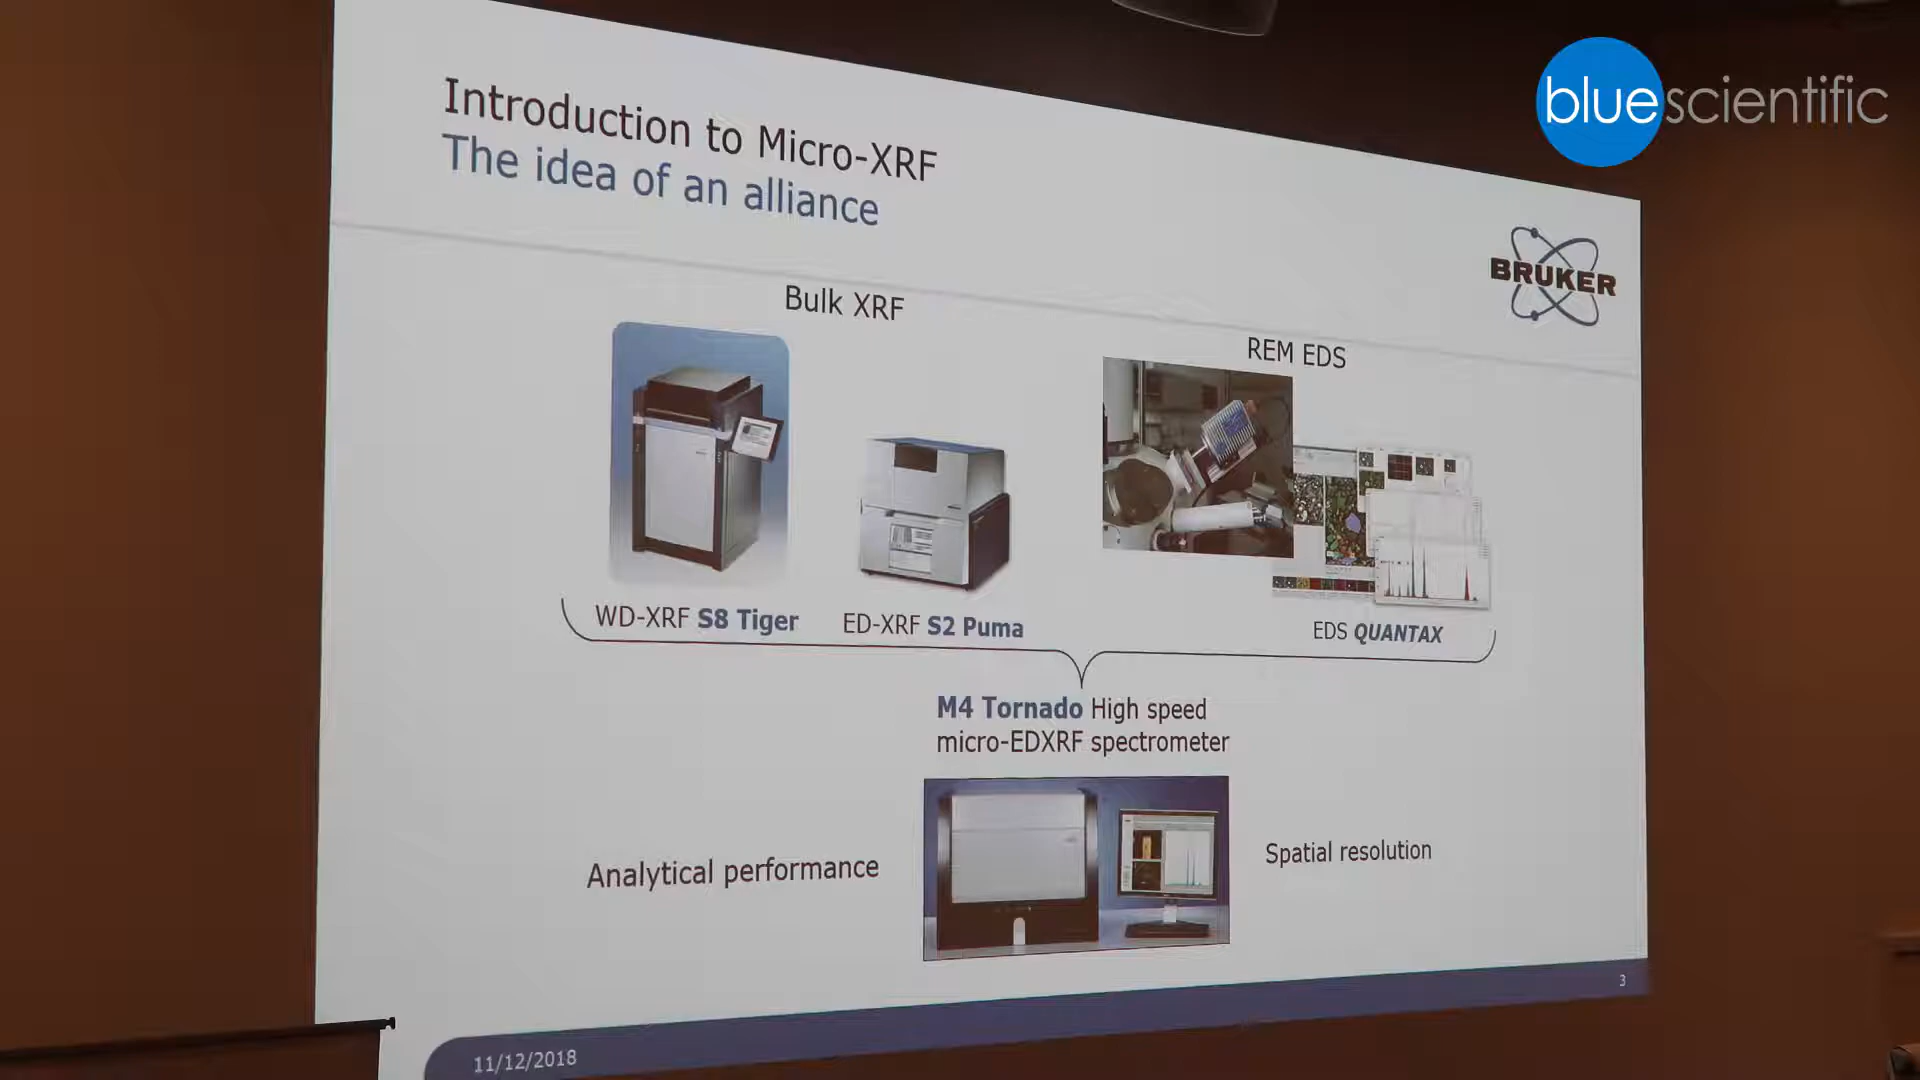 bluescientific
Introduction to Micro-XRF
The idea of an alliance
BRUKER
Bulk XRF
REM EDS
WD-XRF S8 Tiger
ED-XRF S2 Puma
EDS QUANTAX
M4 Tornado High speed
micro-EDXRF spectrometer
Analytical performance
Spatial resolution
3
11/12/2018